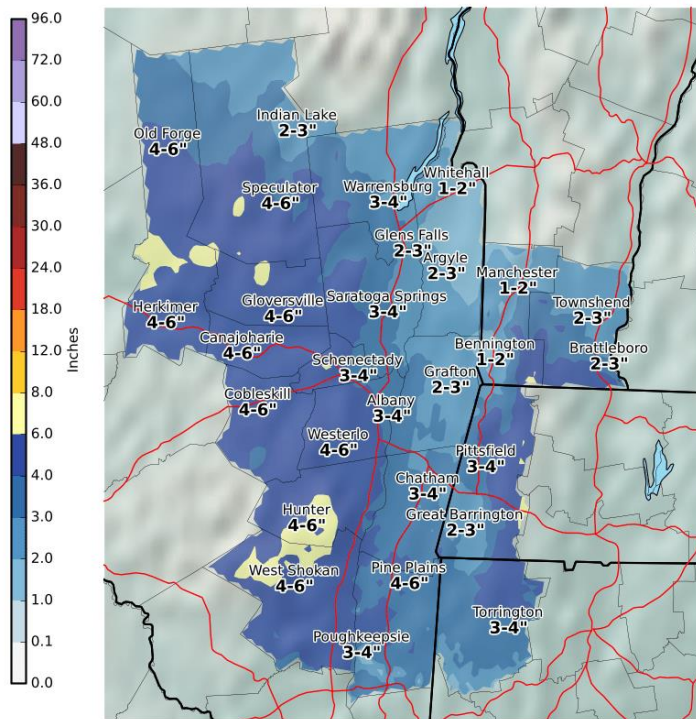 96.0
72.0
60.0
48.0
36.0
30.0
24.0
18.0
12.0
8.0
6.0
4.0
3.0
2.0
1.0
0.1
0.0
Inches
Indian Lake
2-3"
Old Forge
4-6"
Whitehall
1-2"
Speculator
4-6"
Warrensburg
3-4"
Glens Falls
2-3"
Argyle
2-3"
Manchester
1-2"
Herkimer
4-6"
Gloversville
4-6"
Saratoga Springs
3-4"
Townshend
2-3"
Canajoharie
4-6"
Bennington
1-2"
Brattleboro
2-3"
Schenectady
3-4"
Grafton
2-3"
Cobleskill
4-6"
Albany
3-4"
Westerlo
4-6"
Pittsfield
3-4"
Chatham
3-4"
Hunter
4-6"
Great Barrington
2-3"
West Shokan
4-6"
Pine Plains
4-6"
Torrington
3-4"
Poughkeepsie
3-4"